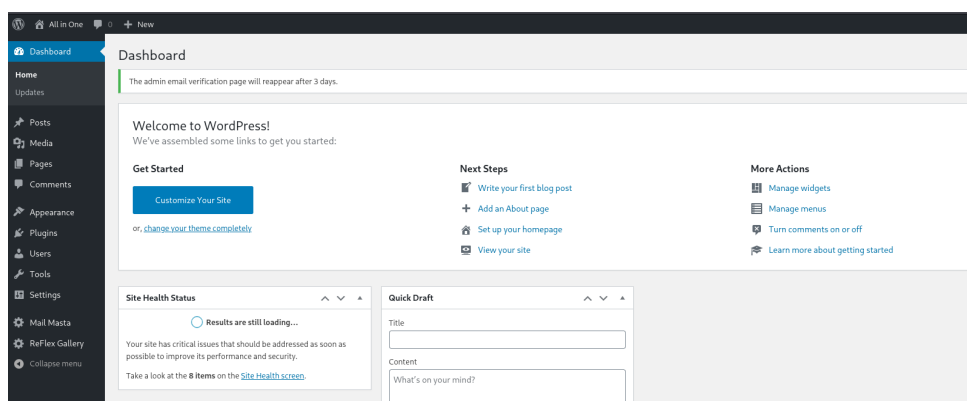 All in One 0 + New
Dashboard
Home
Updates
Posts
Media
Pages
Comments
Appearance
Plugins
Users
Tools
Settings
Mail Masta
ReFlex Gallery
Collapse menu
Dashboard
The admin email verification page will reappear after 3 days.
Welcome to WordPress!
We've assembled some links to get you started:
Get Started
Customize Your Site
or, change your theme completely
Next Steps
Write your first blog post
Add an About page
Set up your homepage
View your site
More Actions
Manage widgets
Manage menus
Turn comments on or off
Learn more about getting started
Site Health Status
Results are still loading...
Your site has critical issues that should be addressed as soon as
possible to improve its performance and security.
Take a look at the 8 items on the Site Health screen.
Quick Draft
Title
Content
What's on your mind?